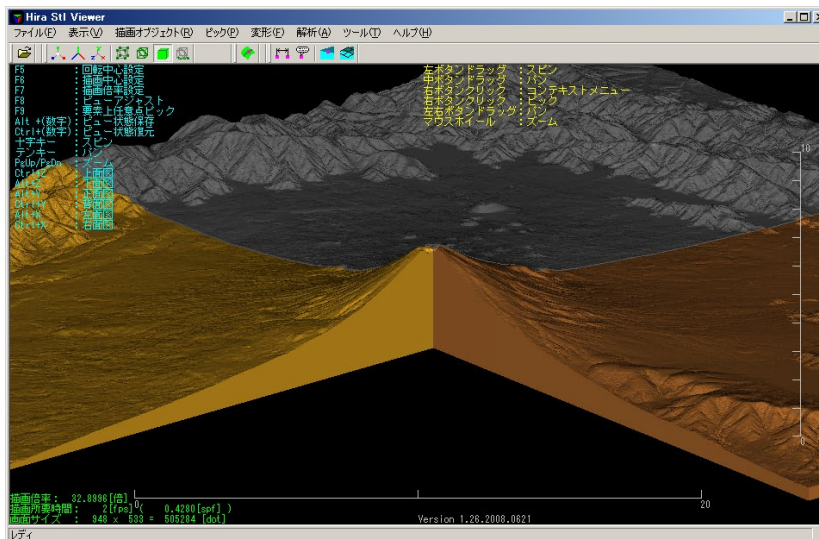 Hira Stl Viewer
ファイル(F) 表示(V) 描画オブジェクト(R) ピック(P) 変形(E) 解析(A) ツール(T) ヘルプ(H)
F5 : 回転中心設定
F6 : 描画中心設定
F7 : 描画倍率設定
F8 : ビューアジャスト
F9 : 要素上任意点ピック
Alt +(数字) : ビュー状態保存
Ctrl+(数字) : ビュー状態復元
十字キー : スピン
テンキー : パン
PgUp/PgDn : ズーム
Ctrl+Z : 上面図
Alt+Z : 下面図
Alt+Y : 正面図
Ctrl+Y : 背面図
Alt+X : 左面図
Ctrl+X : 右面図
左ボタンドラッグ : スピン
中ボタンドラッグ : パン
右ボタンクリック : コンテキストメニュー
左ボタンクリック : ピック
左右ボタンドラッグ : パン
マウスホイール : ズーム
10
0
描画倍率 : 32.8996[倍]
描画所要時間 : 2[fps] ( 0.4280[spf] )
画面サイズ : 948 x 533 = 505284 [dot]
0
20
Version 1.26.2008.0621
レディ